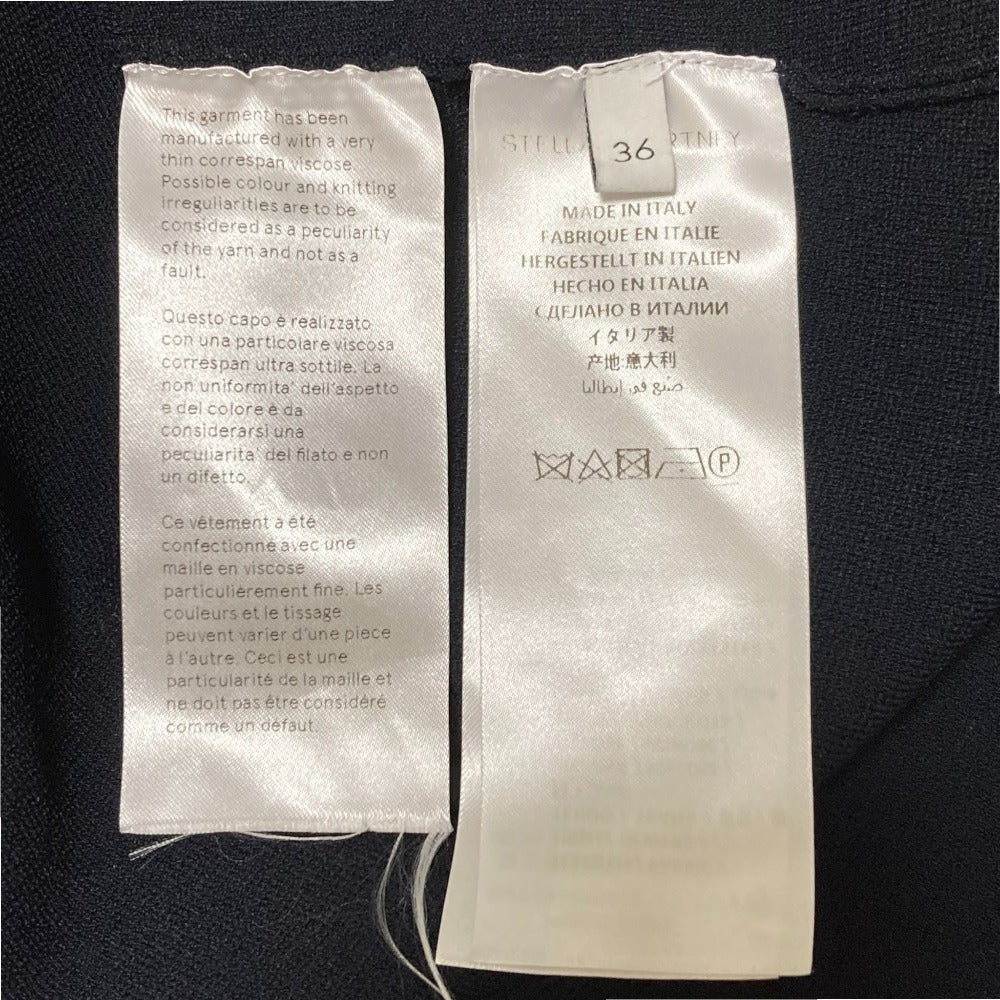 This garment has been
manufactured with a very
thin correspan viscose.
Possible colour and knitting
irregularities are to be
considered as a peculiarity
of the yarn and not as a
fault.
Questo capo è realizzato
con una particolare viscosa
correspan ultra sottile. La
non uniformita' dell'aspetto
e del colore è da
considerarsi una
peculiarita' del filato e non
un difetto.
Ce vêtement a été
confectionne avec une
maille en viscose
particulièrement fine. Les
couleurs et le tissage
peuvent varier d'une piece
à l'autre. Ceci est une
particularité de la maille et
ne doit pas être considéré
comme un défaut.
36
MADE IN ITALY
FABRIQUE EN ITALIE
HERGESTELLT IN ITALIEN
HECHO EN ITALIA
СДЕЛАНО В ИТАЛИИ
イタリア製
产地:意大利
صنع في إيطاليا
P